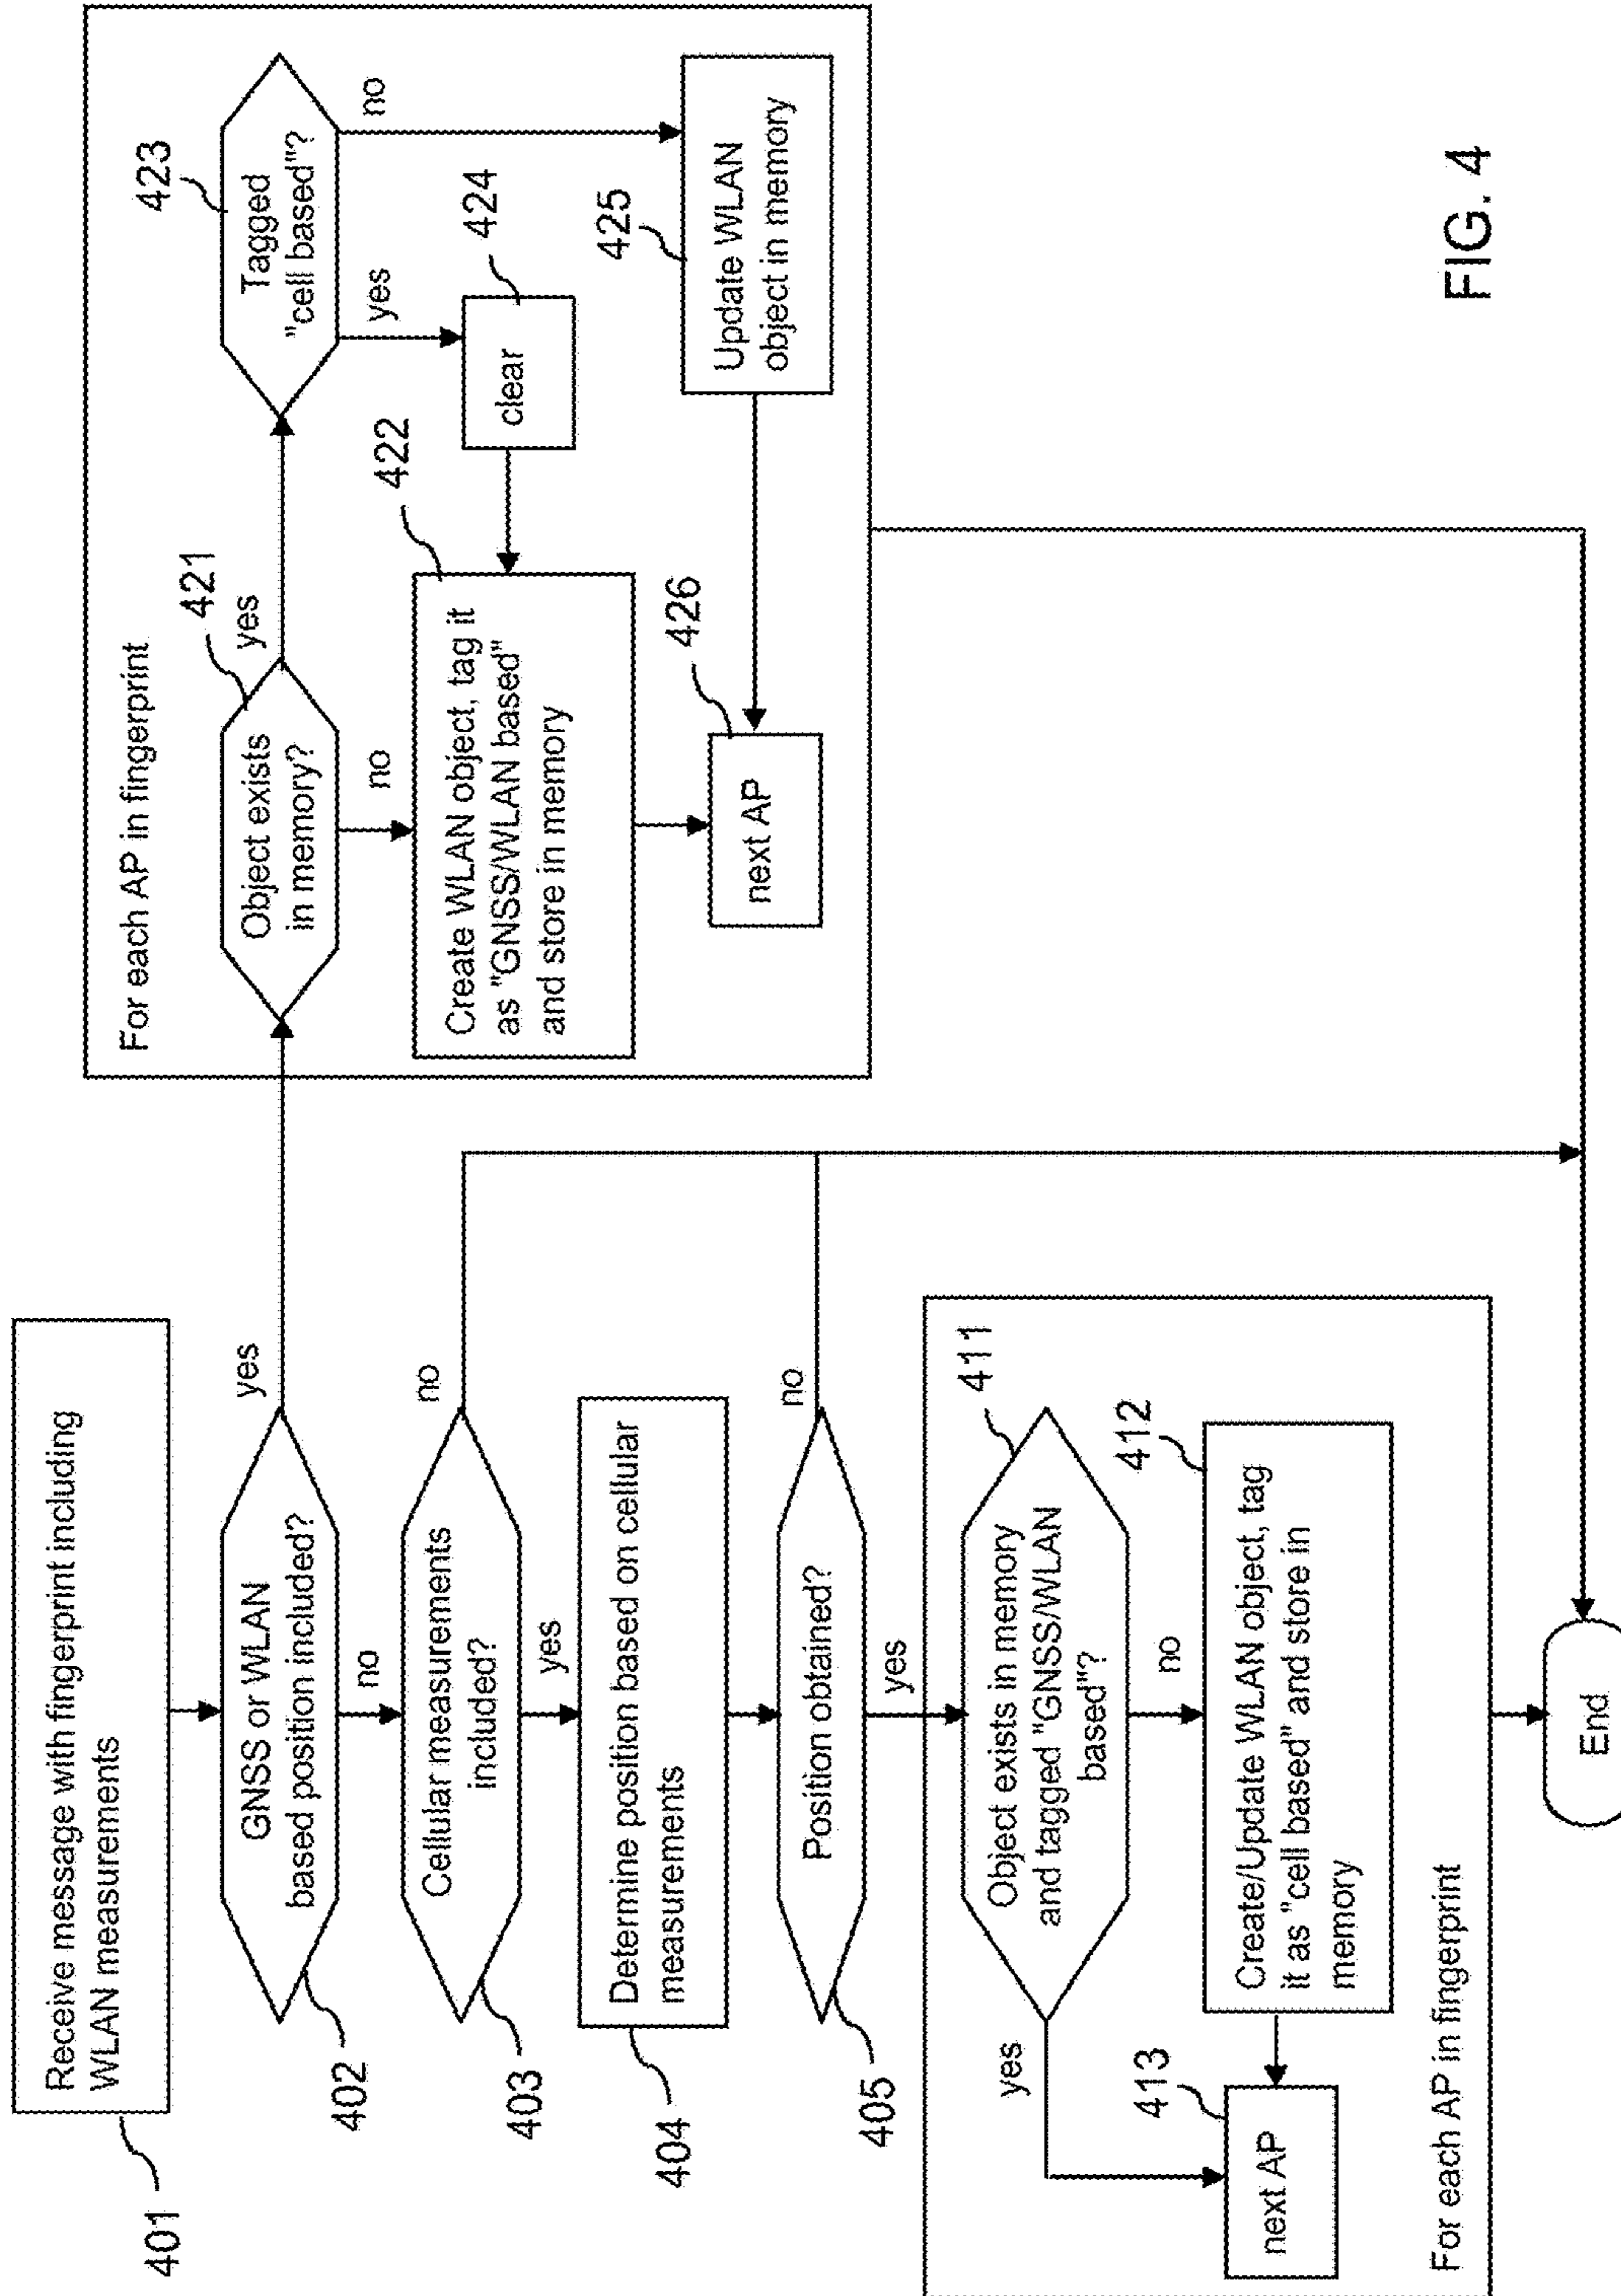 Receive message with fingerprint including
WLAN measurements
401
GNSS or WLAN
based position included?
402
yes
no
Cellular measurements
included?
403
no
yes
Determine position based on cellular
measurements
404
Position obtained?
405
no
yes
Object exists in memory
and tagged "GNSS/WLAN
based"?
411
yes
no
Create/Update WLAN object, tag
it as "cell based" and store in
memory
412
next AP
413
For each AP in fingerprint
End
For each AP in fingerprint
Object exists
in memory?
421
yes
no
Tagged
"cell based"?
423
yes
no
clear
424
Create WLAN object, tag it
as "GNSS/WLAN based"
and store in memory
422
Update WLAN
object in memory
425
next AP
426
FIG. 4